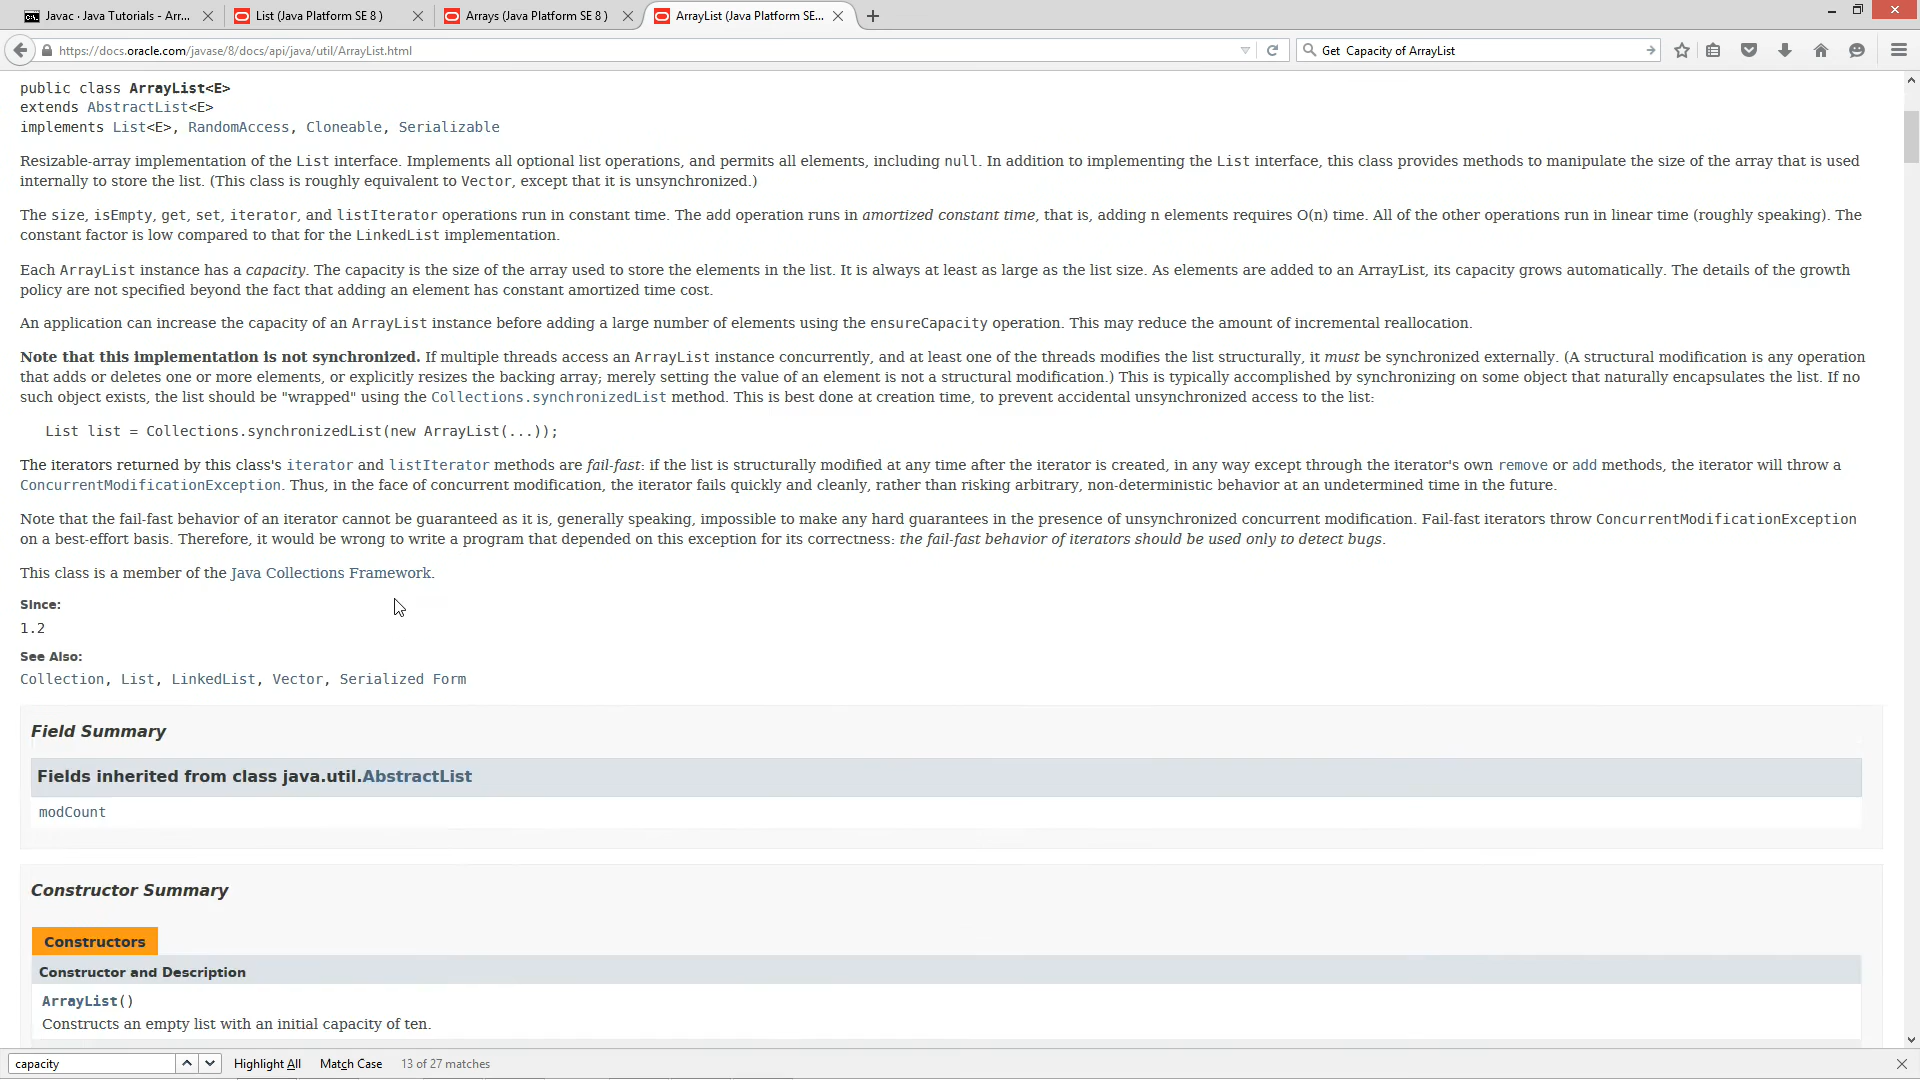 Javac · Java Tutorials - Arr...
List (Java Platform SE 8 )
Arrays (Java Platform SE 8 )
ArrayList (Java Platform SE...
https://docs.oracle.com/javase/8/docs/api/java/util/ArrayList.html
Get  Capacity of ArrayList
public class ArrayList<E>
extends AbstractList<E>
implements List<E>, RandomAccess, Cloneable, Serializable
Resizable-array implementation of the List interface. Implements all optional list operations, and permits all elements, including null. In addition to implementing the List interface, this class provides methods to manipulate the size of the array that is used
internally to store the list. (This class is roughly equivalent to Vector, except that it is unsynchronized.)
The size, isEmpty, get, set, iterator, and listIterator operations run in constant time. The add operation runs in amortized constant time, that is, adding n elements requires O(n) time. All of the other operations run in linear time (roughly speaking). The
constant factor is low compared to that for the LinkedList implementation.
Each ArrayList instance has a capacity. The capacity is the size of the array used to store the elements in the list. It is always at least as large as the list size. As elements are added to an ArrayList, its capacity grows automatically. The details of the growth
policy are not specified beyond the fact that adding an element has constant amortized time cost.
An application can increase the capacity of an ArrayList instance before adding a large number of elements using the ensureCapacity operation. This may reduce the amount of incremental reallocation.
Note that this implementation is not synchronized. If multiple threads access an ArrayList instance concurrently, and at least one of the threads modifies the list structurally, it must be synchronized externally. (A structural modification is any operation
that adds or deletes one or more elements, or explicitly resizes the backing array; merely setting the value of an element is not a structural modification.) This is typically accomplished by synchronizing on some object that naturally encapsulates the list. If no
such object exists, the list should be "wrapped" using the Collections.synchronizedList method. This is best done at creation time, to prevent accidental unsynchronized access to the list:
List list = Collections.synchronizedList(new ArrayList(...));
The iterators returned by this class's iterator and listIterator methods are fail-fast: if the list is structurally modified at any time after the iterator is created, in any way except through the iterator's own remove or add methods, the iterator will throw a
ConcurrentModificationException. Thus, in the face of concurrent modification, the iterator fails quickly and cleanly, rather than risking arbitrary, non-deterministic behavior at an undetermined time in the future.
Note that the fail-fast behavior of an iterator cannot be guaranteed as it is, generally speaking, impossible to make any hard guarantees in the presence of unsynchronized concurrent modification. Fail-fast iterators throw ConcurrentModificationException
on a best-effort basis. Therefore, it would be wrong to write a program that depended on this exception for its correctness: the fail-fast behavior of iterators should be used only to detect bugs.
This class is a member of the Java Collections Framework.
Since:
1.2
See Also:
Collection, List, LinkedList, Vector, Serialized Form
Field Summary
Fields inherited from class java.util.AbstractList
modCount
Constructor Summary
Constructors
Constructor and Description
ArrayList()
Constructs an empty list with an initial capacity of ten.
capacity
Highlight All
Match Case
13 of 27 matches